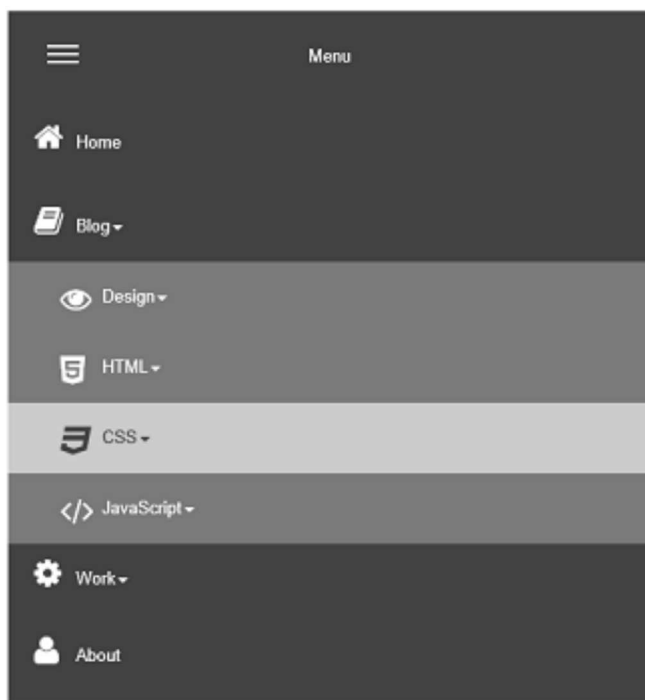 Menu
Home
Blog
Design
HTML
CSS
JavaScript
Work
About